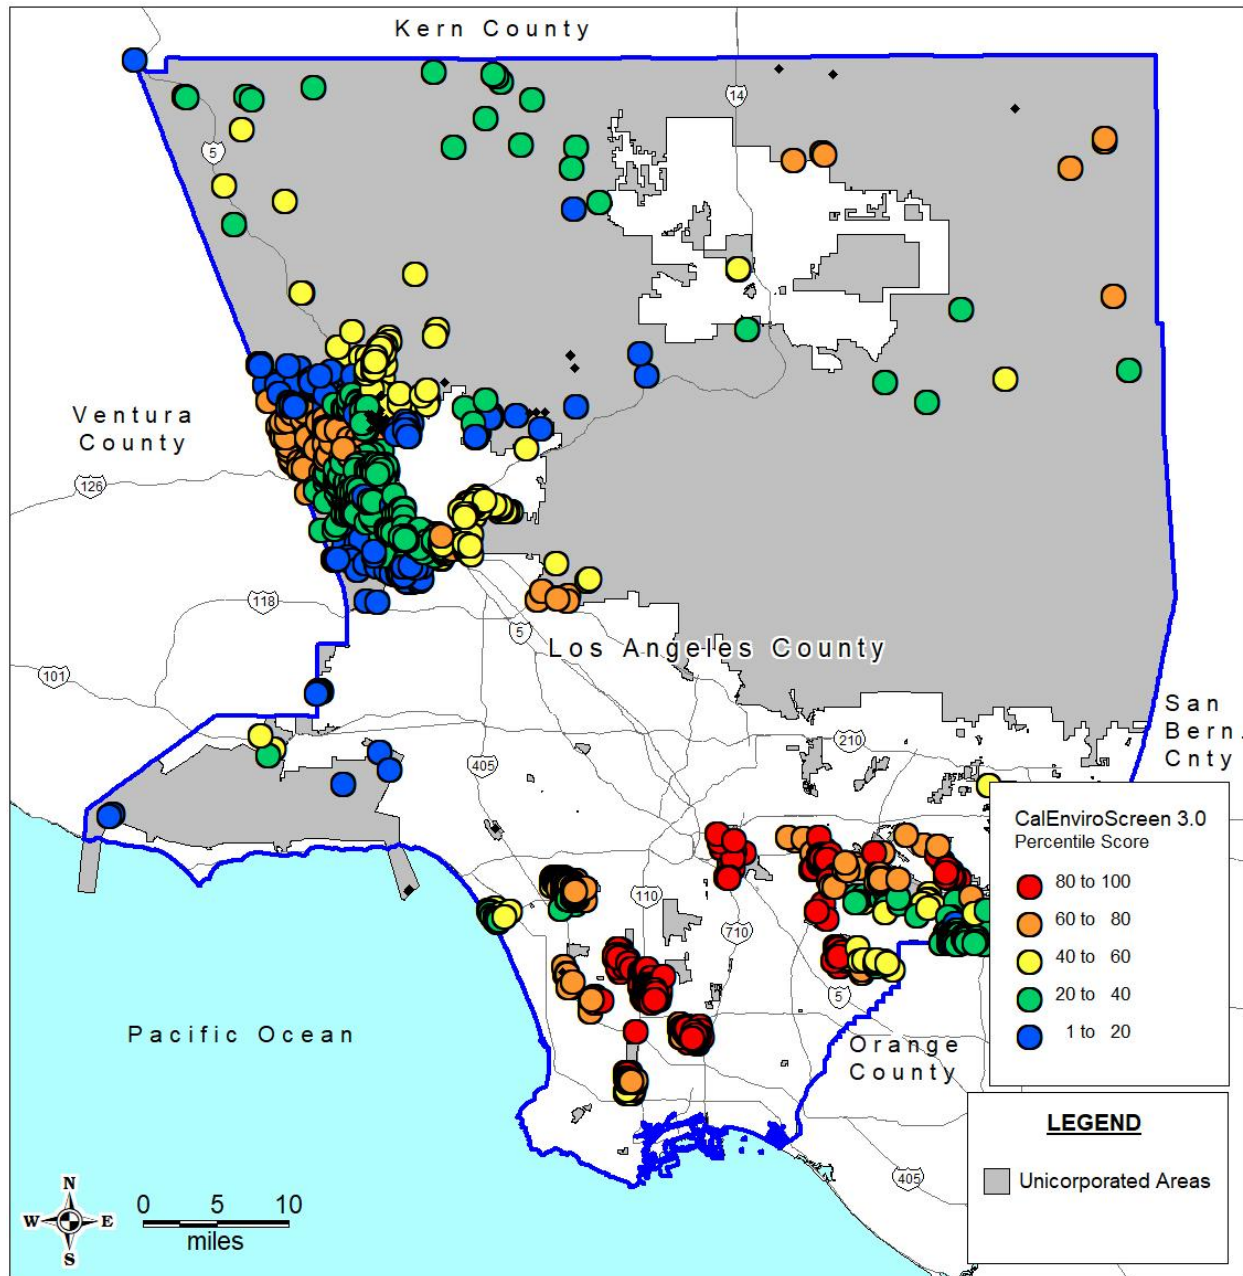 Kern County
14
5
Ventura
County
126
118
5
Los Angeles County
101
San
Bern.
Cnty
210
405
CalEnviroScreen 3.0
Percentile Score
80 to 100
60 to 80
40 to 60
20 to 40
1 to 20
110
710
5
Pacific Ocean
Orange
County
LEGEND
Unicorporated Areas
405
N
W E
S
0 5 10
miles